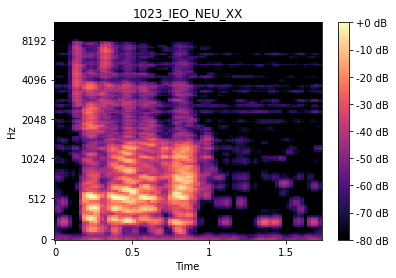 1023_IEO_NEU_XX
8192
4096
2048
1024
512
0
Hz
0
0.5
1
1.5
Time
+0 dB
-10 dB
-20 dB
-30 dB
-40 dB
-50 dB
-60 dB
-70 dB
-80 dB